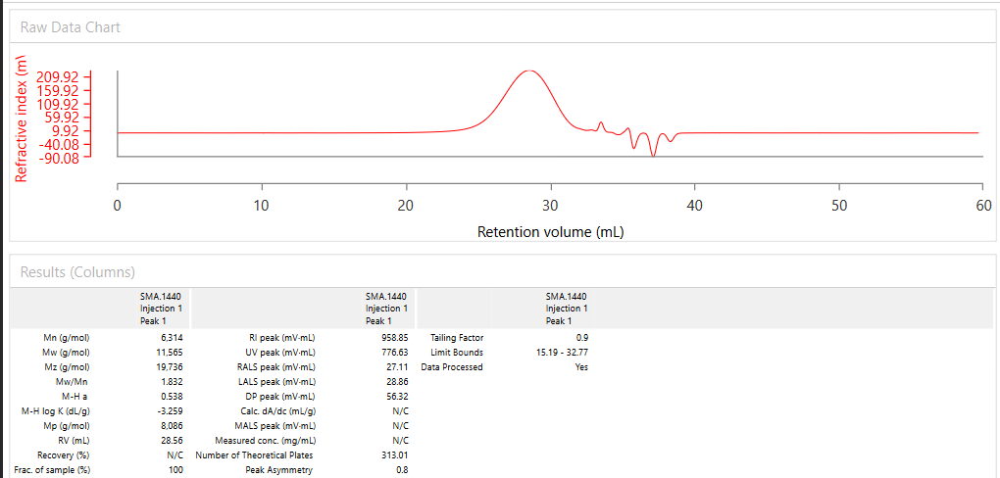 Raw Data Chart
Refractive index (m\
209.92
159.92
109.92
59.92
9.92
-40.08
-90.08
0 10 20 30 40 50 60
Retention volume (mL)
Results (Columns)
SMA.1440 SMA.1440 SMA.1440
Injection 1 Injection 1 Injection 1
Peak 1 Peak 1 Peak 1
Mn (g/mol) 6,314 RI peak (mV·mL) 958.85 Tailing Factor 0.9
Mw (g/mol) 11,565 UV peak (mV·mL) 776.63 Limit Bounds 15.19 - 32.77
Mz (g/mol) 19,736 RALS peak (mV·mL) 27.11 Data Processed Yes
Mw/Mn 1.832 LALS peak (mV·mL) 28.86
M-H a 0.538 DP peak (mV·mL) 56.32
M-H log K (dL/g) -3.259 Calc. dA/dc (mL/g) N/C
Mp (g/mol) 8,086 MALS peak (mV·mL) N/C
RV (mL) 28.56 Measured conc. (mg/mL) N/C
Recovery (%) N/C Number of Theoretical Plates 313.01
Frac. of sample (%) 100 Peak Asymmetry 0.8